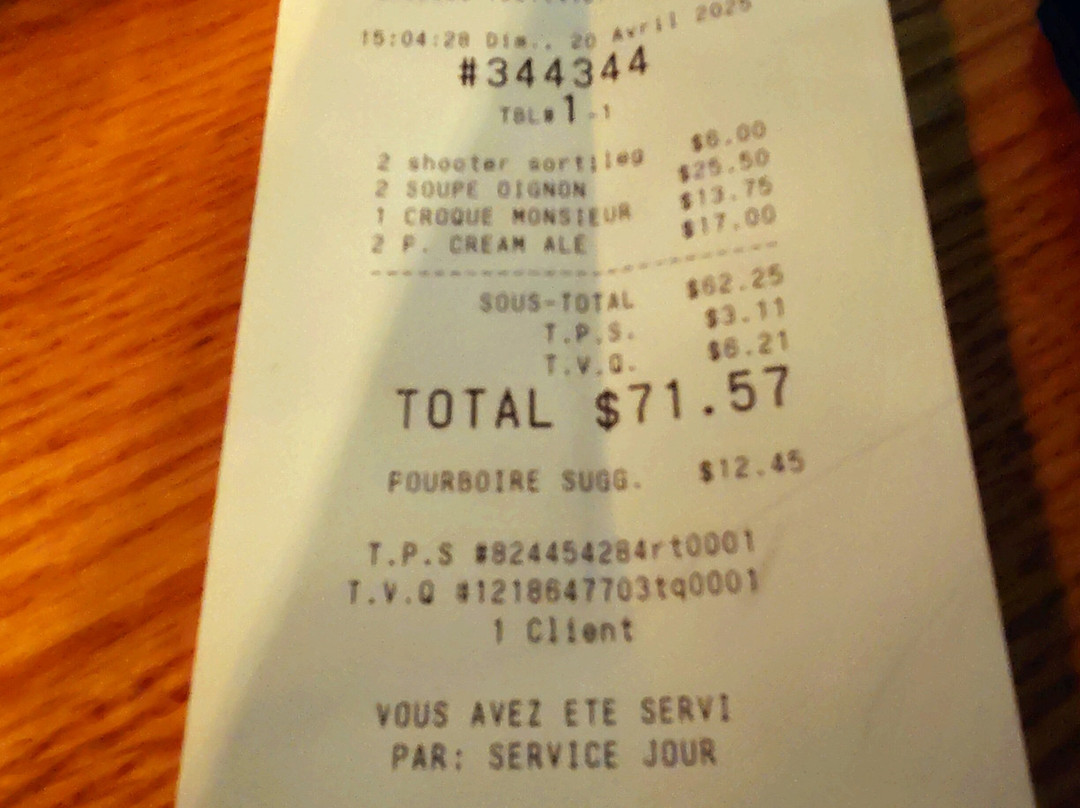 15:04:28 Dim., 20 Avril 2025
#344344
TBL# 1 -1
2 shooter sortileg $6.00
2 SOUPE OIGNON $25.50
1 CROQUE MONSIEUR $13.75
2 P. CREAM ALE $17.00
SOUS-TOTAL $62.25
T.P.S. $3.11
T.V.Q. $6.21
TOTAL $71.57
POURBOIRE SUGG. $12.45
T.P.S #824454284rt0001
T.V.Q #1218647703tq0001
1 Client
VOUS AVEZ ETE SERVI
PAR: SERVICE JOUR